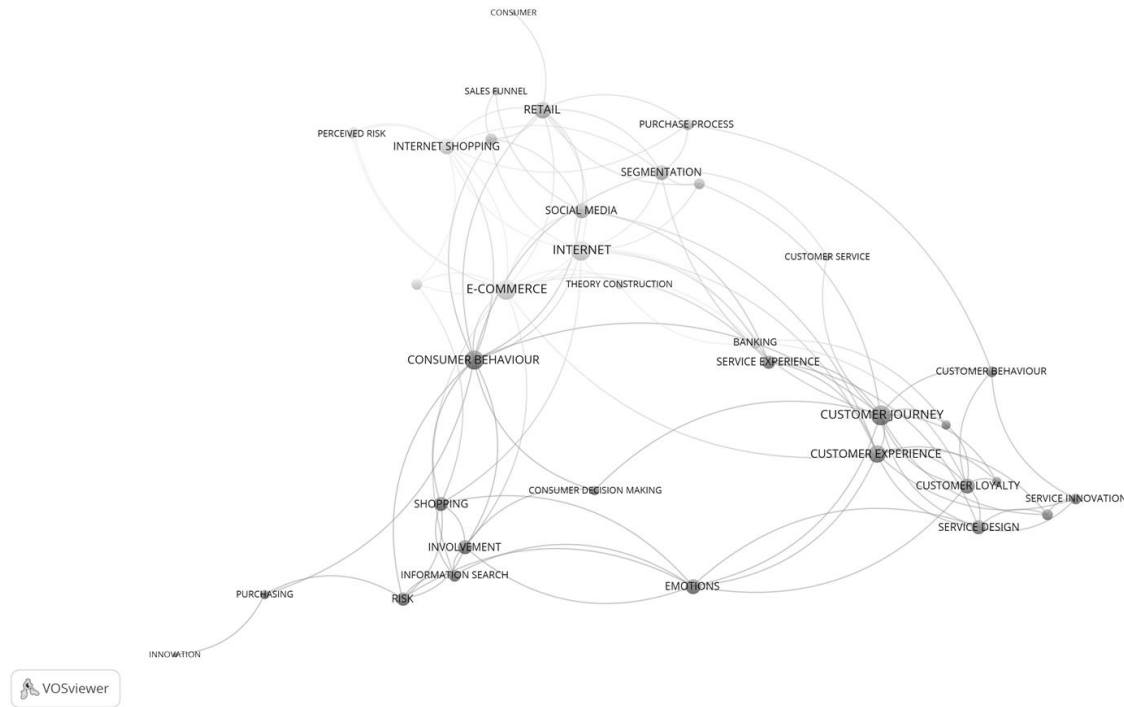 CONSUMER
SALES FUNNEL
RETAIL
PURCHASE PROCESS
PERCEIVED RISK
INTERNET SHOPPING
SEGMENTATION
SOCIAL MEDIA
INTERNET
CUSTOMER SERVICE
E-COMMERCE
THEORY CONSTRUCTION
BANKING
CONSUMER BEHAVIOUR
SERVICE EXPERIENCE
CUSTOMER BEHAVIOUR
CUSTOMER JOURNEY
CUSTOMER EXPERIENCE
CUSTOMER LOYALTY
CONSUMER DECISION MAKING
SERVICE INNOVATION
SHOPPING
SERVICE DESIGN
INVOLVEMENT
INFORMATION SEARCH
EMOTIONS
PURCHASING
RISK
INNOVATION
VOSviewer